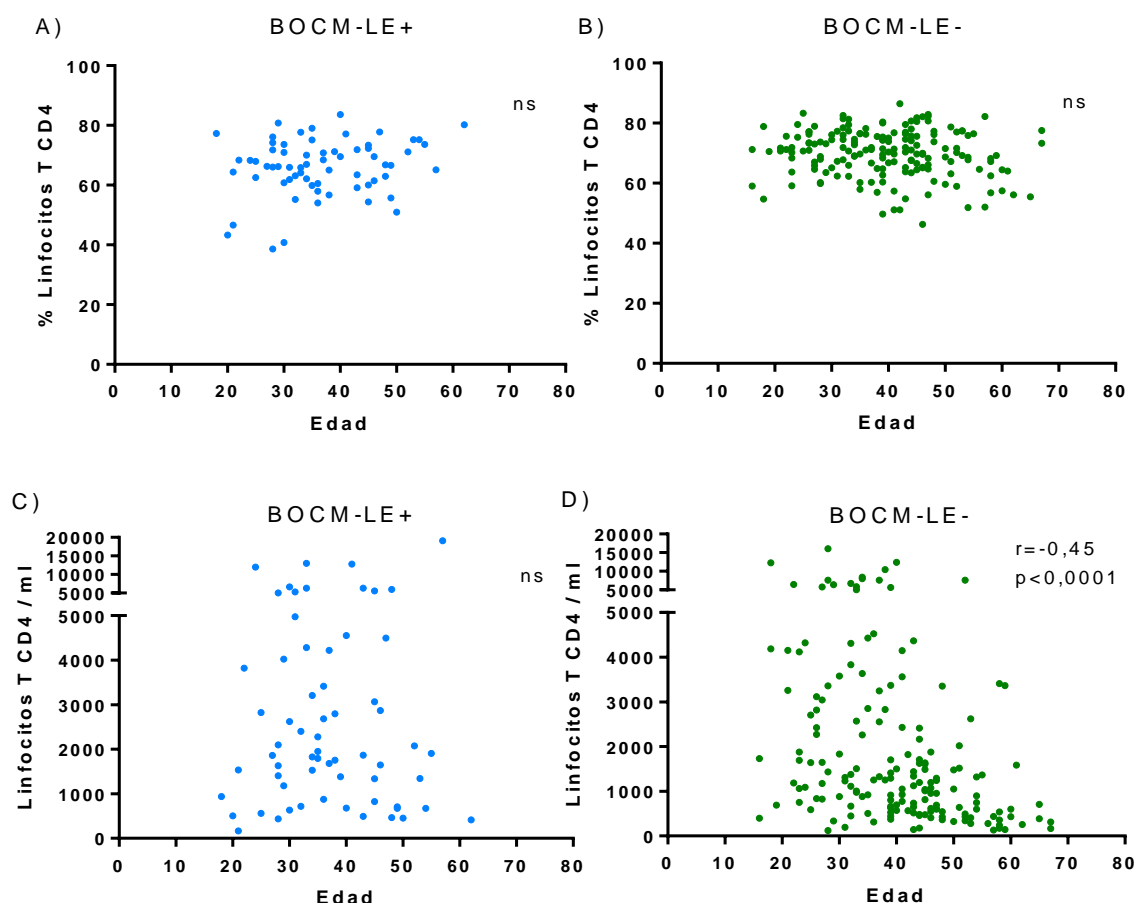 A)
BOCM-LE+
ns
% Linfocitos T CD4
100
80
60
40
20
0
0 10 20 30 40 50 60 70 80
Edad
B)
BOCM-LE-
ns
% Linfocitos T CD4
100
80
60
40
20
0
0 10 20 30 40 50 60 70 80
Edad
C)
BOCM-LE+
ns
Linfocitos T CD4/ml
20000
15000
10000
5000
5000
4000
3000
2000
1000
0
0 10 20 30 40 50 60 70 80
Edad
D)
BOCM-LE-
r=-0,45
p<0,0001
Linfocitos T CD4/ml
20000
15000
10000
5000
5000
4000
3000
2000
1000
0
0 10 20 30 40 50 60 70 80
Edad